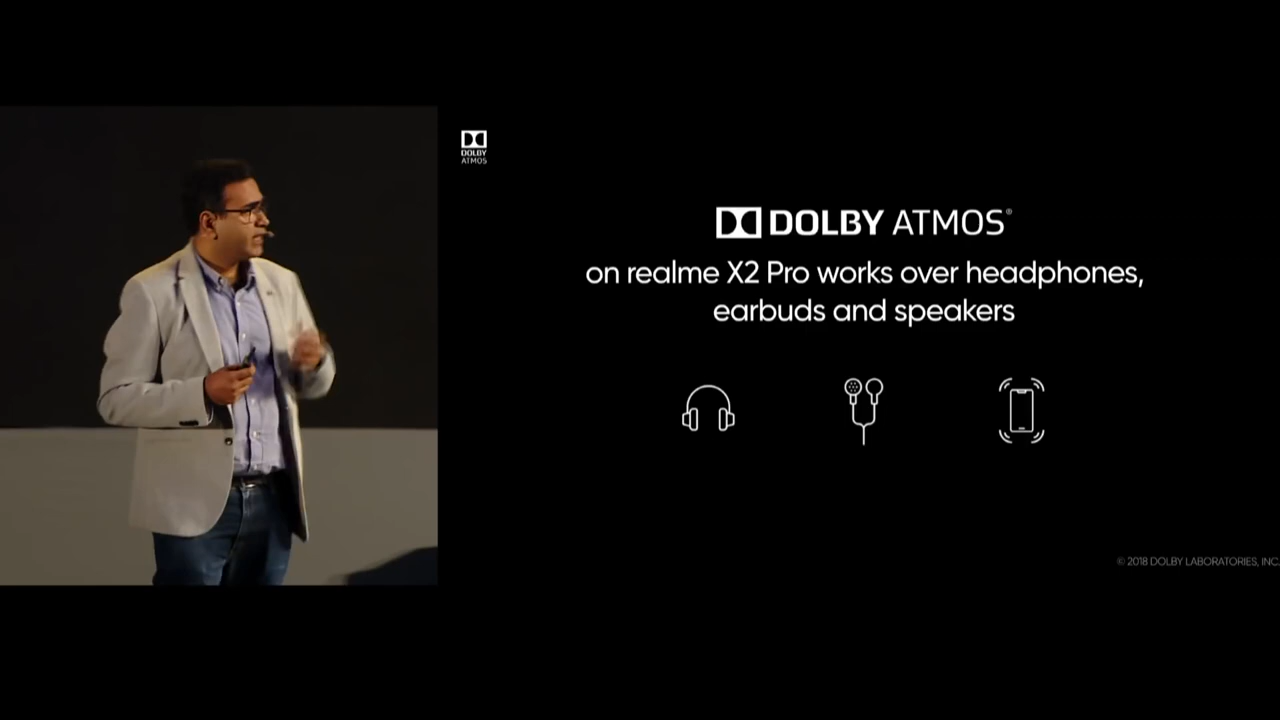 DOLBY
ATMOS
DOLBY ATMOS®
on realme X2 Pro works over headphones,
earbuds and speakers
© 2018 DOLBY LABORATORIES, INC.